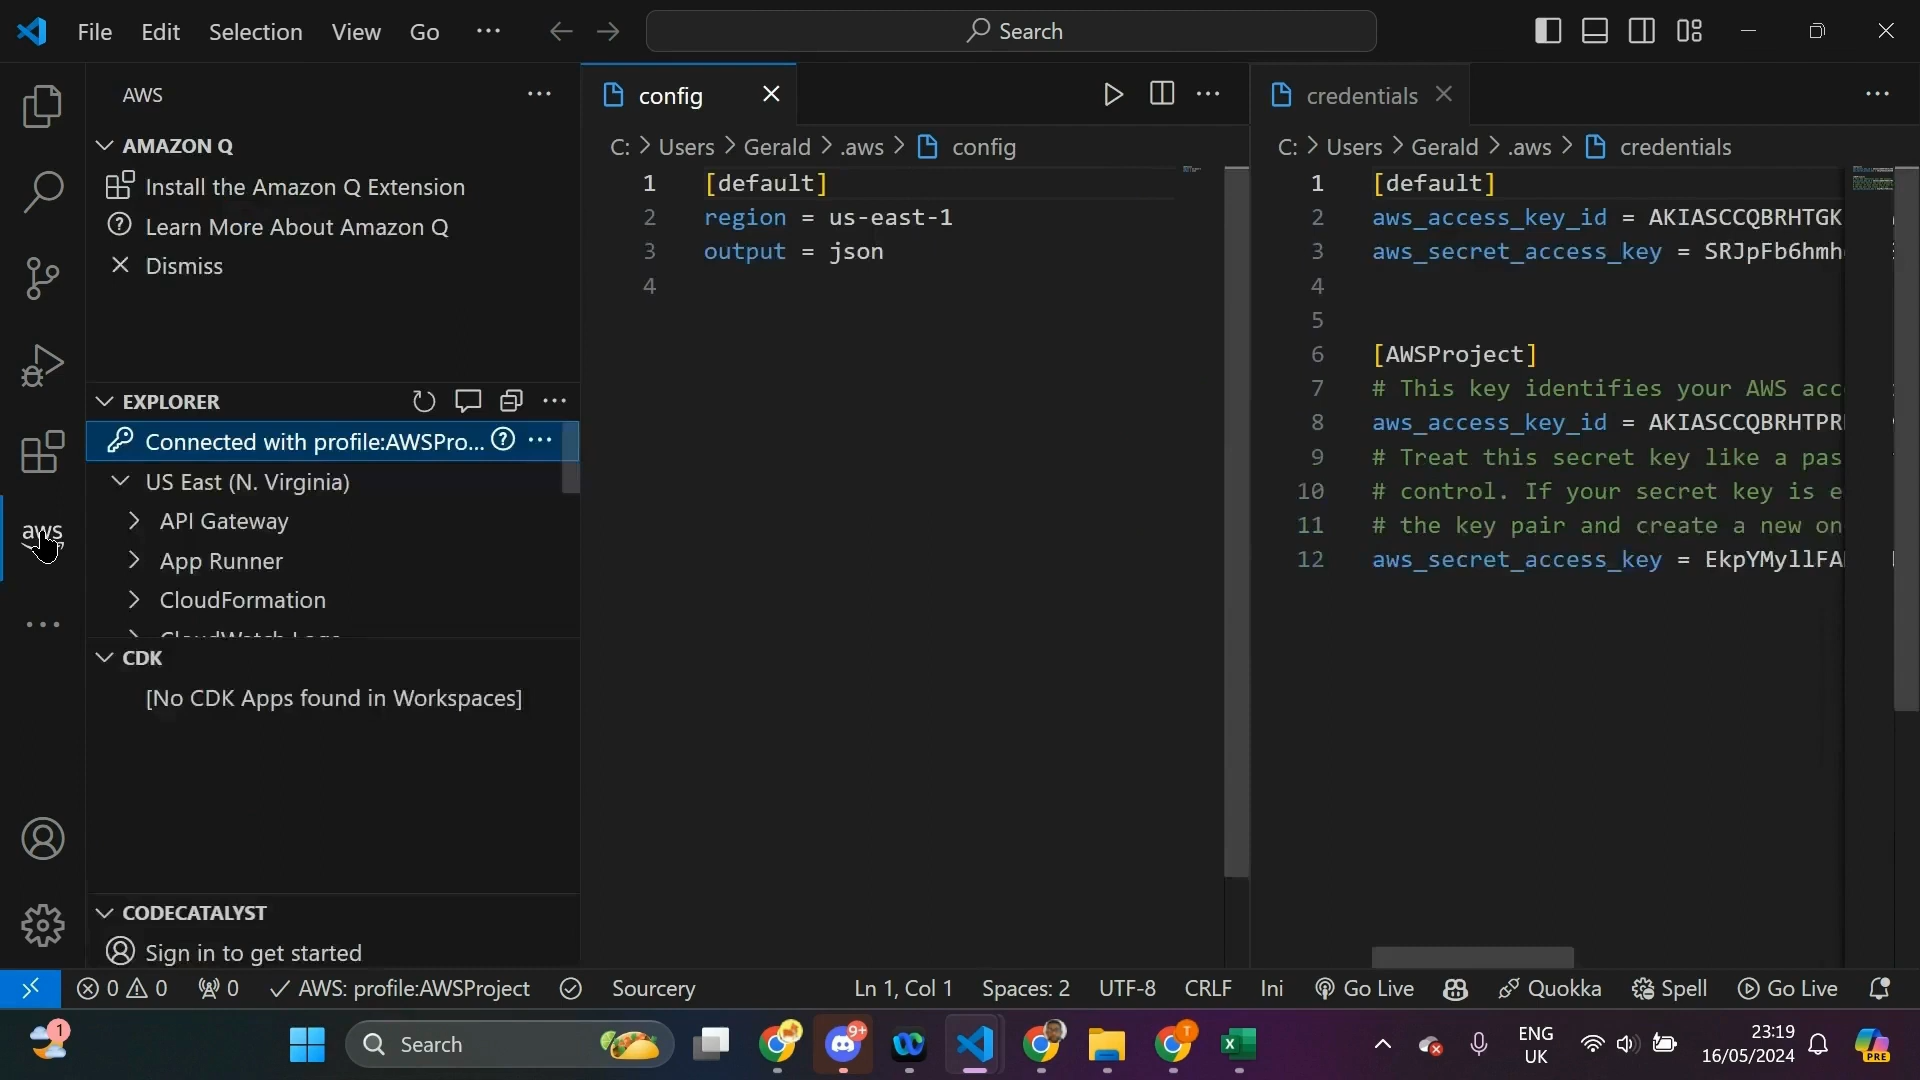 File Edit Selection View Go ··· Search
AWS
AMAZON Q
Install the Amazon Q Extension
Learn More About Amazon Q
Dismiss
EXPLORER
Connected with profile:AWSPro...
US East (N. Virginia)
API Gateway
App Runner
CloudFormation
CloudWatch Logs
CDK
[No CDK Apps found in Workspaces]
CODECATALYST
Sign in to get started
aws
config
C: > Users > Gerald > .aws > config
1 [default]
2 region = us-east-1
3 output = json
4
credentials
C: > Users > Gerald > .aws > credentials
1 [default]
2 aws_access_key_id = AKIASCCQBRHTGK
3 aws_secret_access_key = SRJpFb6hmh
4
5
6 [AWSProject]
7 # This key identifies your AWS acc
8 aws_access_key_id = AKIASCCQBRHTPR
9 # Treat this secret key like a pas
10 # control. If your secret key is e
11 # the key pair and create a new on
12 aws_secret_access_key = EkpYMyllFA
0 0 0 AWS: profile:AWSProject Sourcery Ln 1, Col 1 Spaces: 2 UTF-8 CRLF Ini Go Live Quokka Spell Go Live
1 Search 9+ T X ENG 23:19
UK 16/05/2024 PRE